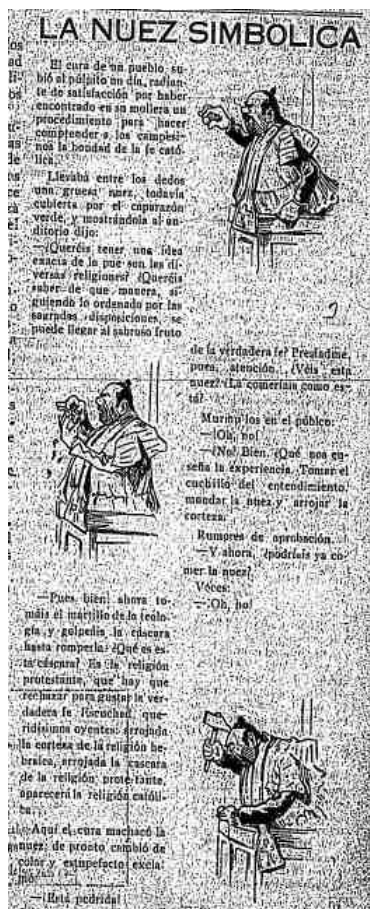 LA NUEZ SIMBOLICA
El cura de un pueblo su-
bió al púlpito un día, radian-
te de satisfacción por haber
encontrado en su mollera un
procedimiento para hacer
comprender a los campesi-
nos la bondad de la fe cató-
lica.
Llevaba entre los dedos
una gruesa nuez, todavía
cubierta por el caparazón
verde, y mostrándola al au-
ditorio dijo:
—¿Queréis tener una idea
exacta de lo que son las di-
versas religiones? ¿Queréis
saber de que manera, si-
guiendo lo ordenado por las
sagradas disposiciones, se
puede llegar al sabroso fruto
de la verdadera fe? Prestadme,
pues, atención. ¿Véis esta
nuez? ¿La comeríais como es-
tá?
Murmullos en el público:
—¡Oh, no!
—¿No? Bien. ¿Qué nos en-
seña la experiencia? Tomar el
cuchillo del entendimiento,
mondar la nuez y arrojar la
corteza.
Rumores de aprobación.
—Y ahora, ¿podríais ya co-
mer la nuez?
Voces:
—¡Oh, no!
—Pues bien: ahora to-
máis el martillo de la teolo-
gía y golpeáis la cáscara
hasta romperla. ¿Qué es es-
ta cáscara? Es la religión
protestante, que hay que
rechazar para gustar la ver-
dadera fe. Escuchad, que-
ridísimos oyentes: arrojada
la corteza de la religión he-
braica, arrojada la cáscara
de la religión protestante,
aparecerá la religión católi-
ca...
Aquí el cura machacó la
nuez; de pronto cambió de
color y estupefacto excla-
mó:
—¡Está podrida!